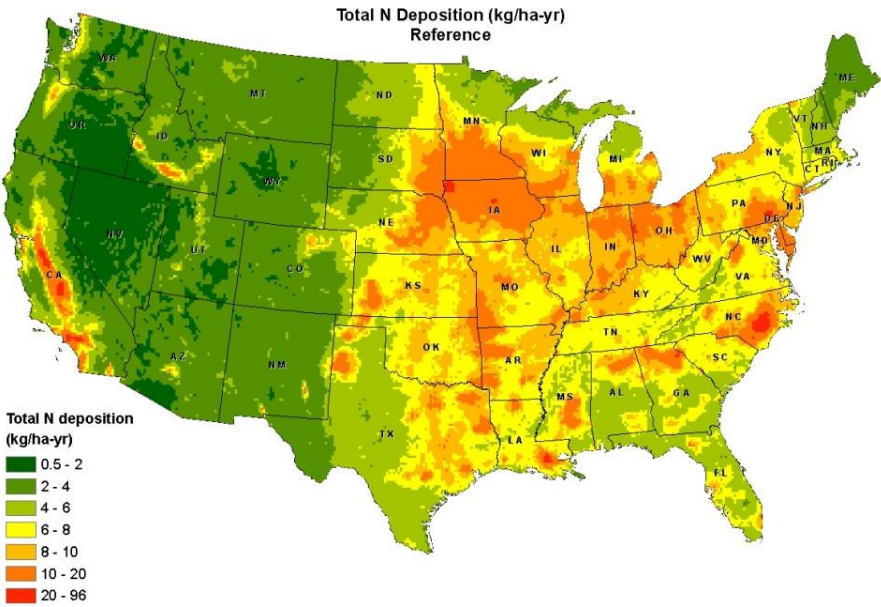 Total N Deposition (kg/ha-yr)
Reference
WA
MT
ND
MN
ME
OR
ID
SD
WI
MI
VT
NH
NY
MA
CT
RI
WY
NE
IA
PA
NJ
NV
UT
CO
IL
IN
OH
DE
MD
WV
VA
CA
KS
MO
KY
NC
AZ
NM
OK
AR
TN
SC
TX
LA
MS
AL
GA
FL
Total N deposition
(kg/ha-yr)
0.5 - 2
2 - 4
4 - 6
6 - 8
8 - 10
10 - 20
20 - 96